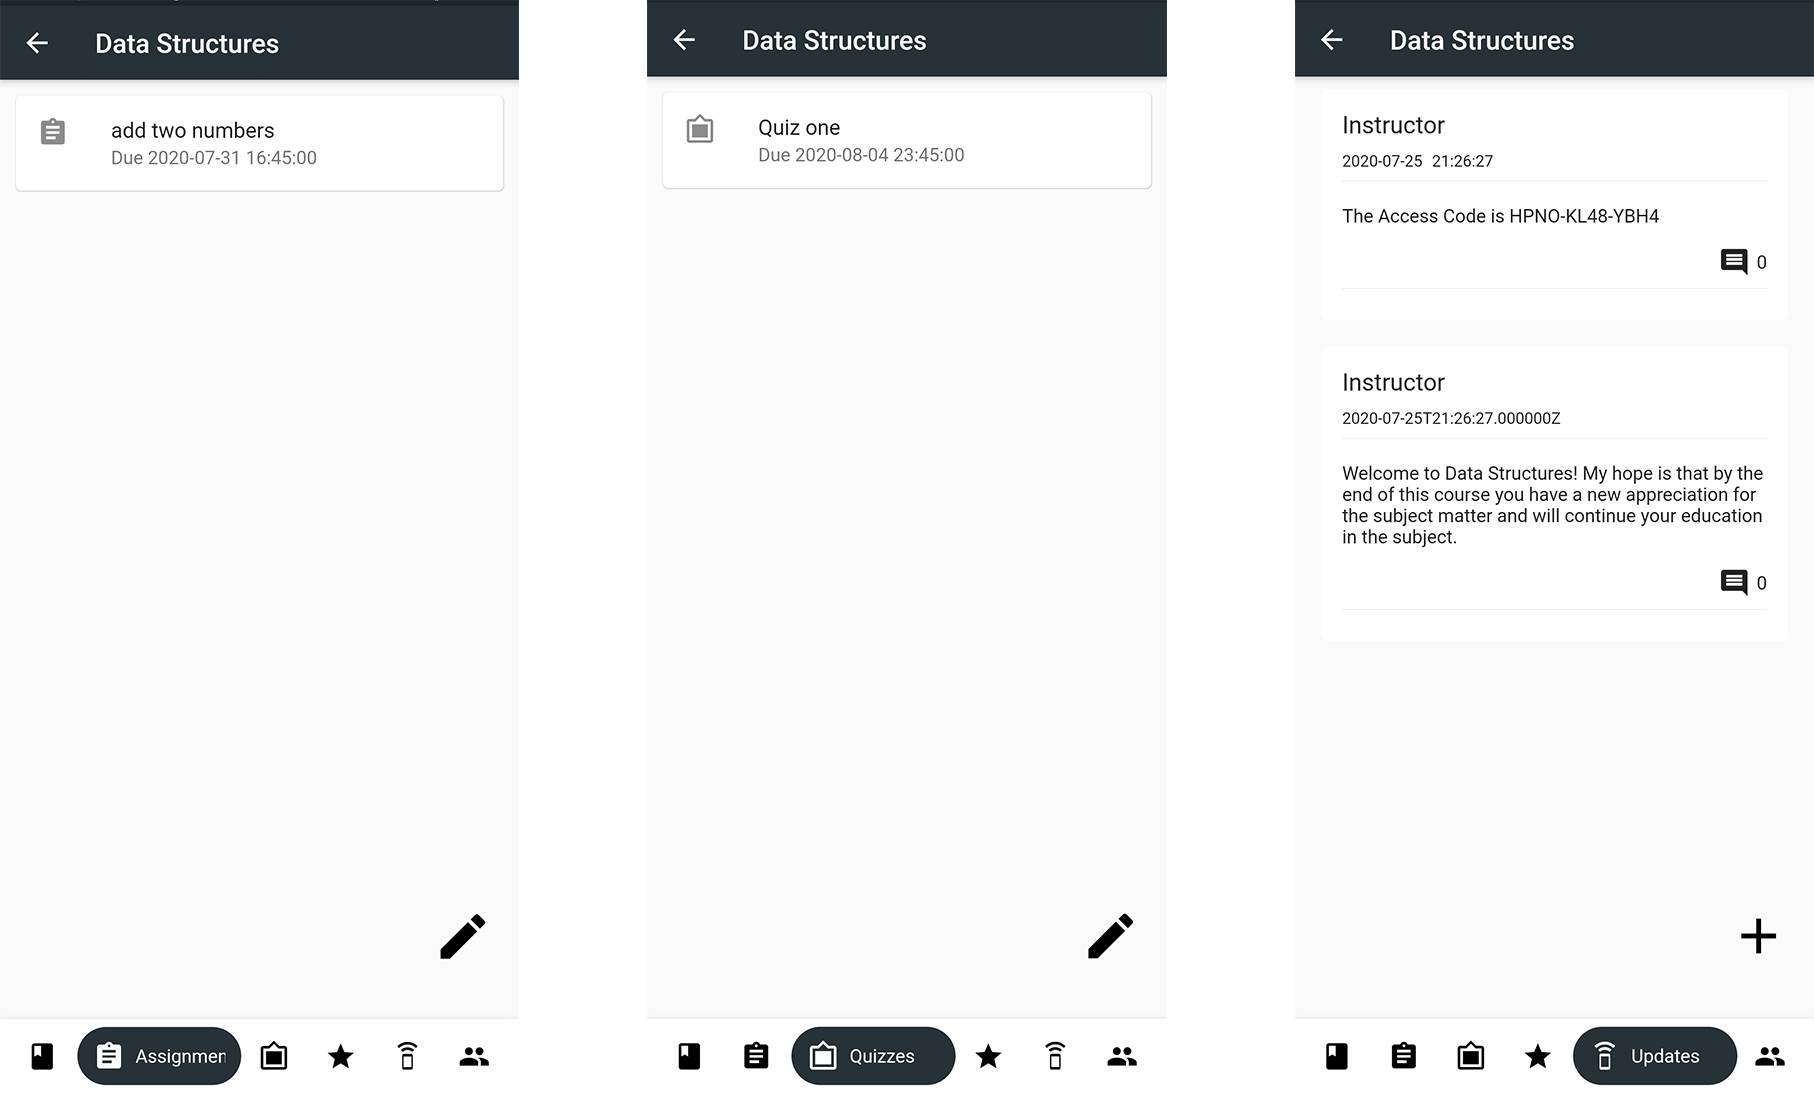 Data Structures
add two numbers
Due 2020-07-31 16:45:00
Assignmen
Data Structures
Quiz one
Due 2020-08-04 23:45:00
Quizzes
Data Structures
Instructor
2020-07-25 21:26:27
The Access Code is HPNO-KL48-YBH4
0
Instructor
2020-07-25T21:26:27.000000Z
Welcome to Data Structures! My hope is that by the
end of this course you have a new appreciation for
the subject matter and will continue your education
in the subject.
0
Updates